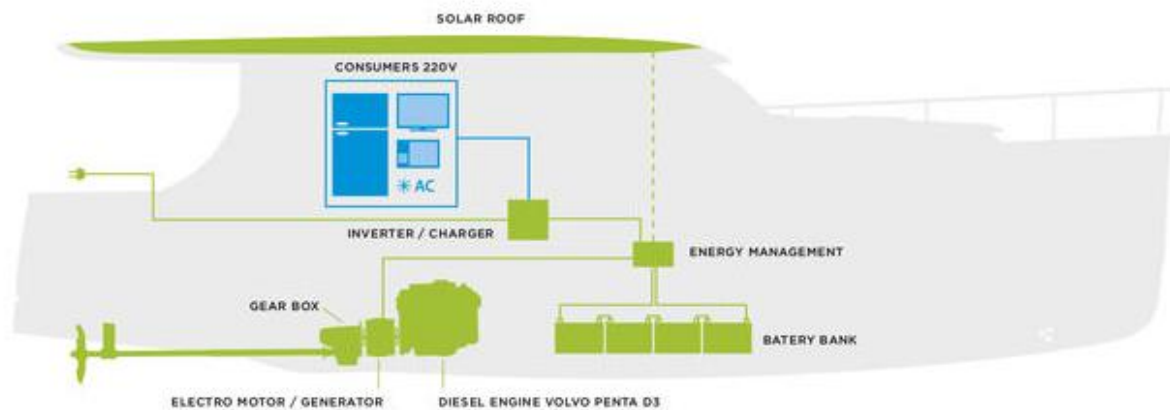 SOLAR ROOF
CONSUMERS 220V
AC
INVERTER / CHARGER
ENERGY MANAGEMENT
GEAR BOX
BATERY BANK
ELECTRO MOTOR / GENERATOR
DIESEL ENGINE VOLVO PENTA D3